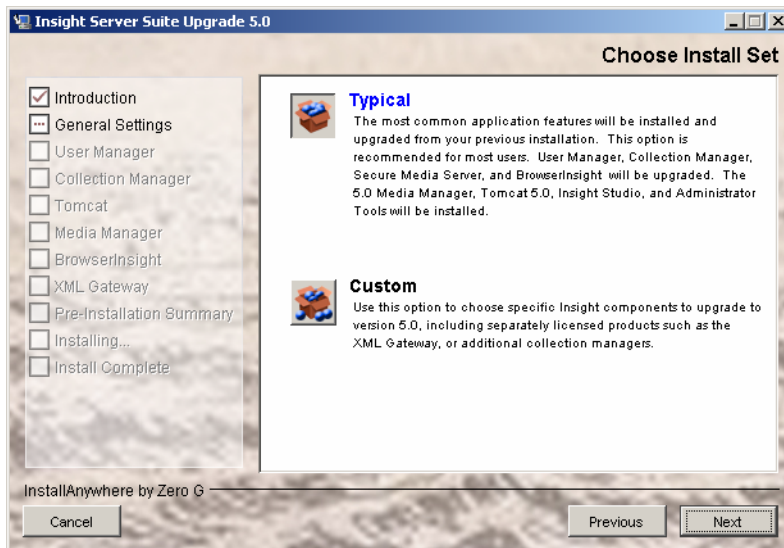 Insight Server Suite Upgrade 5.0
Choose Install Set
Introduction
General Settings
User Manager
Collection Manager
Tomcat
Media Manager
BrowserInsight
XML Gateway
Pre-Installation Summary
Installing...
Install Complete
Typical
The most common application features will be installed and
upgraded from your previous installation. This option is
recommended for most users. User Manager, Collection Manager,
Secure Media Server, and BrowserInsight will be upgraded. The
5.0 Media Manager, Tomcat 5.0, Insight Studio, and Administrator
Tools will be installed.
Custom
Use this option to choose specific Insight components to upgrade to
version 5.0, including separately licensed products such as the
XML Gateway, or additional collection managers.
InstallAnywhere by Zero G
Cancel
Previous
Next